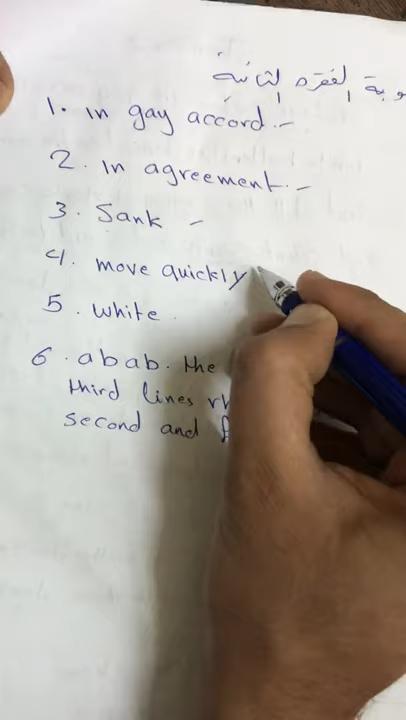 الفقره الثانية
1. in gay accord.-
2. In agreement.-
3. Sank -
4. move quickly
5. white.
6. abab. the
third lines
second and